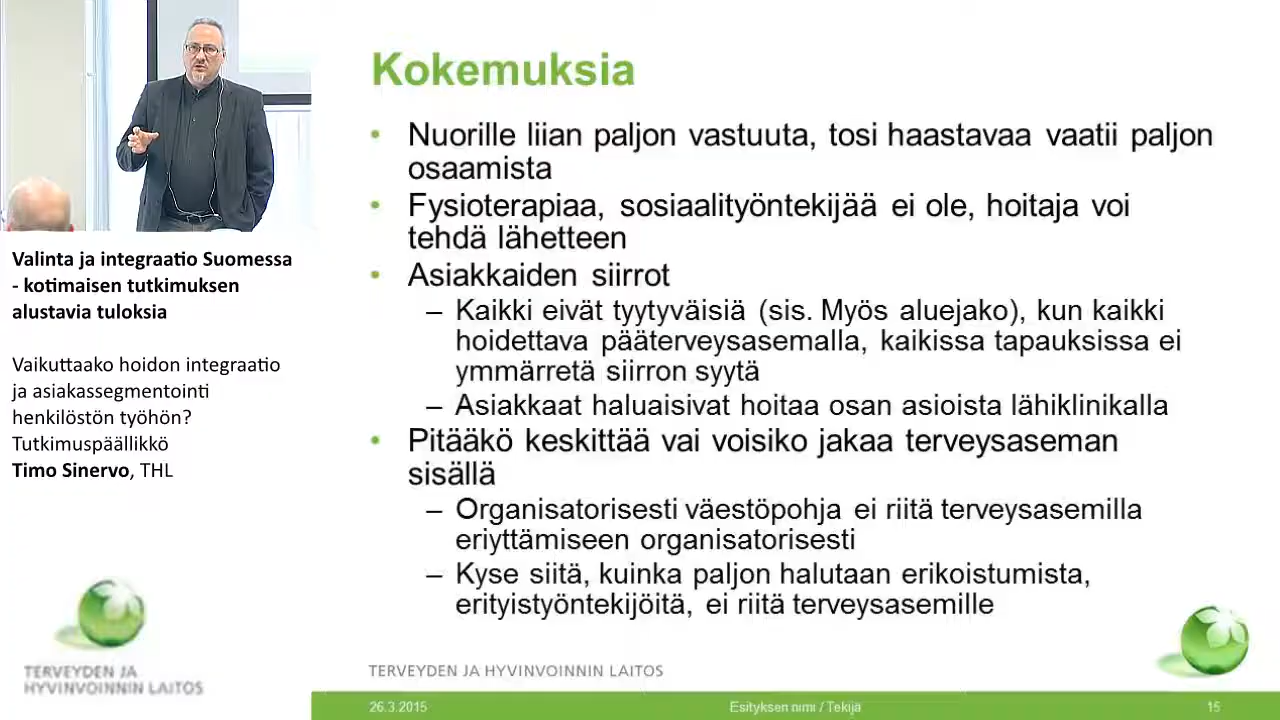 Valinta ja integraatio Suomessa
- kotimaisen tutkimuksen
alustavia tuloksia
Vaikuttaako hoidon integraatio
ja asiakassegmentointi
henkilöstön työhön?
Tutkimuspäällikkö
Timo Sinervo, THL
TERVEYDEN JA
HYVINVOINNIN LAITOS
Kokemuksia
• Nuorille liian paljon vastuuta, tosi haastavaa vaatii paljon
osaamista
• Fysioterapiaa, sosiaalityöntekijää ei ole, hoitaja voi
tehdä lähetteen
• Asiakkaiden siirrot
– Kaikki eivät tyytyväisiä (sis. Myös aluejako), kun kaikki
hoidettava pääterveysasemalla, kaikissa tapauksissa ei
ymmärretä siirron syytä
– Asiakkaat haluaisivat hoitaa osan asioista lähiklinikalla
• Pitääkö keskittää vai voisiko jakaa terveysaseman
sisällä
– Organisatorisesti väestöpohja ei riitä terveysasemilla
eriyttämiseen organisatorisesti
– Kyse siitä, kuinka paljon halutaan erikoistumista,
erityistyöntekijöitä, ei riitä terveysasemille
TERVEYDEN JA HYVINVOINNIN LAITOS
26.3.2015 Esityksen nimi / Tekijä 15